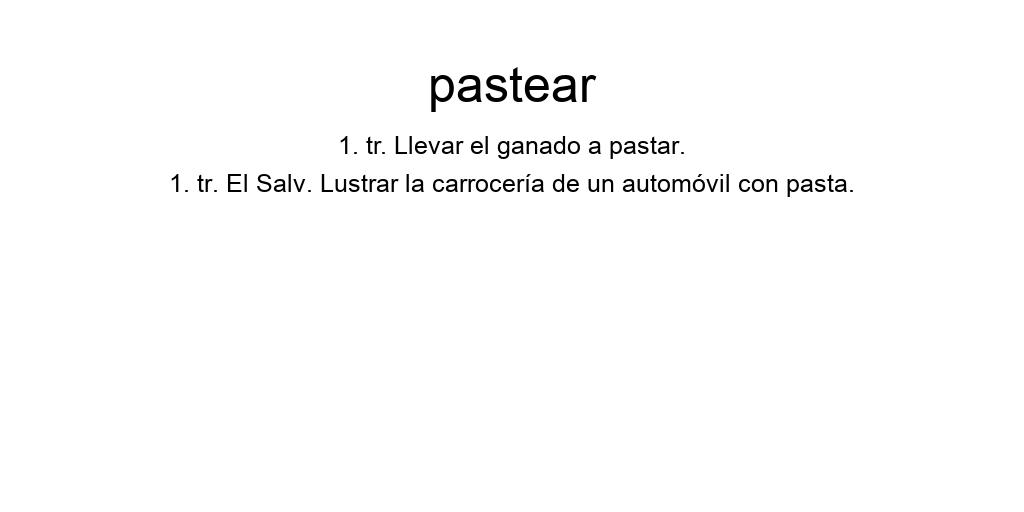 pastear
1. tr. Llevar el ganado a pastar.
1. tr. El Salv. Lustrar la carrocería de un automóvil con pasta.